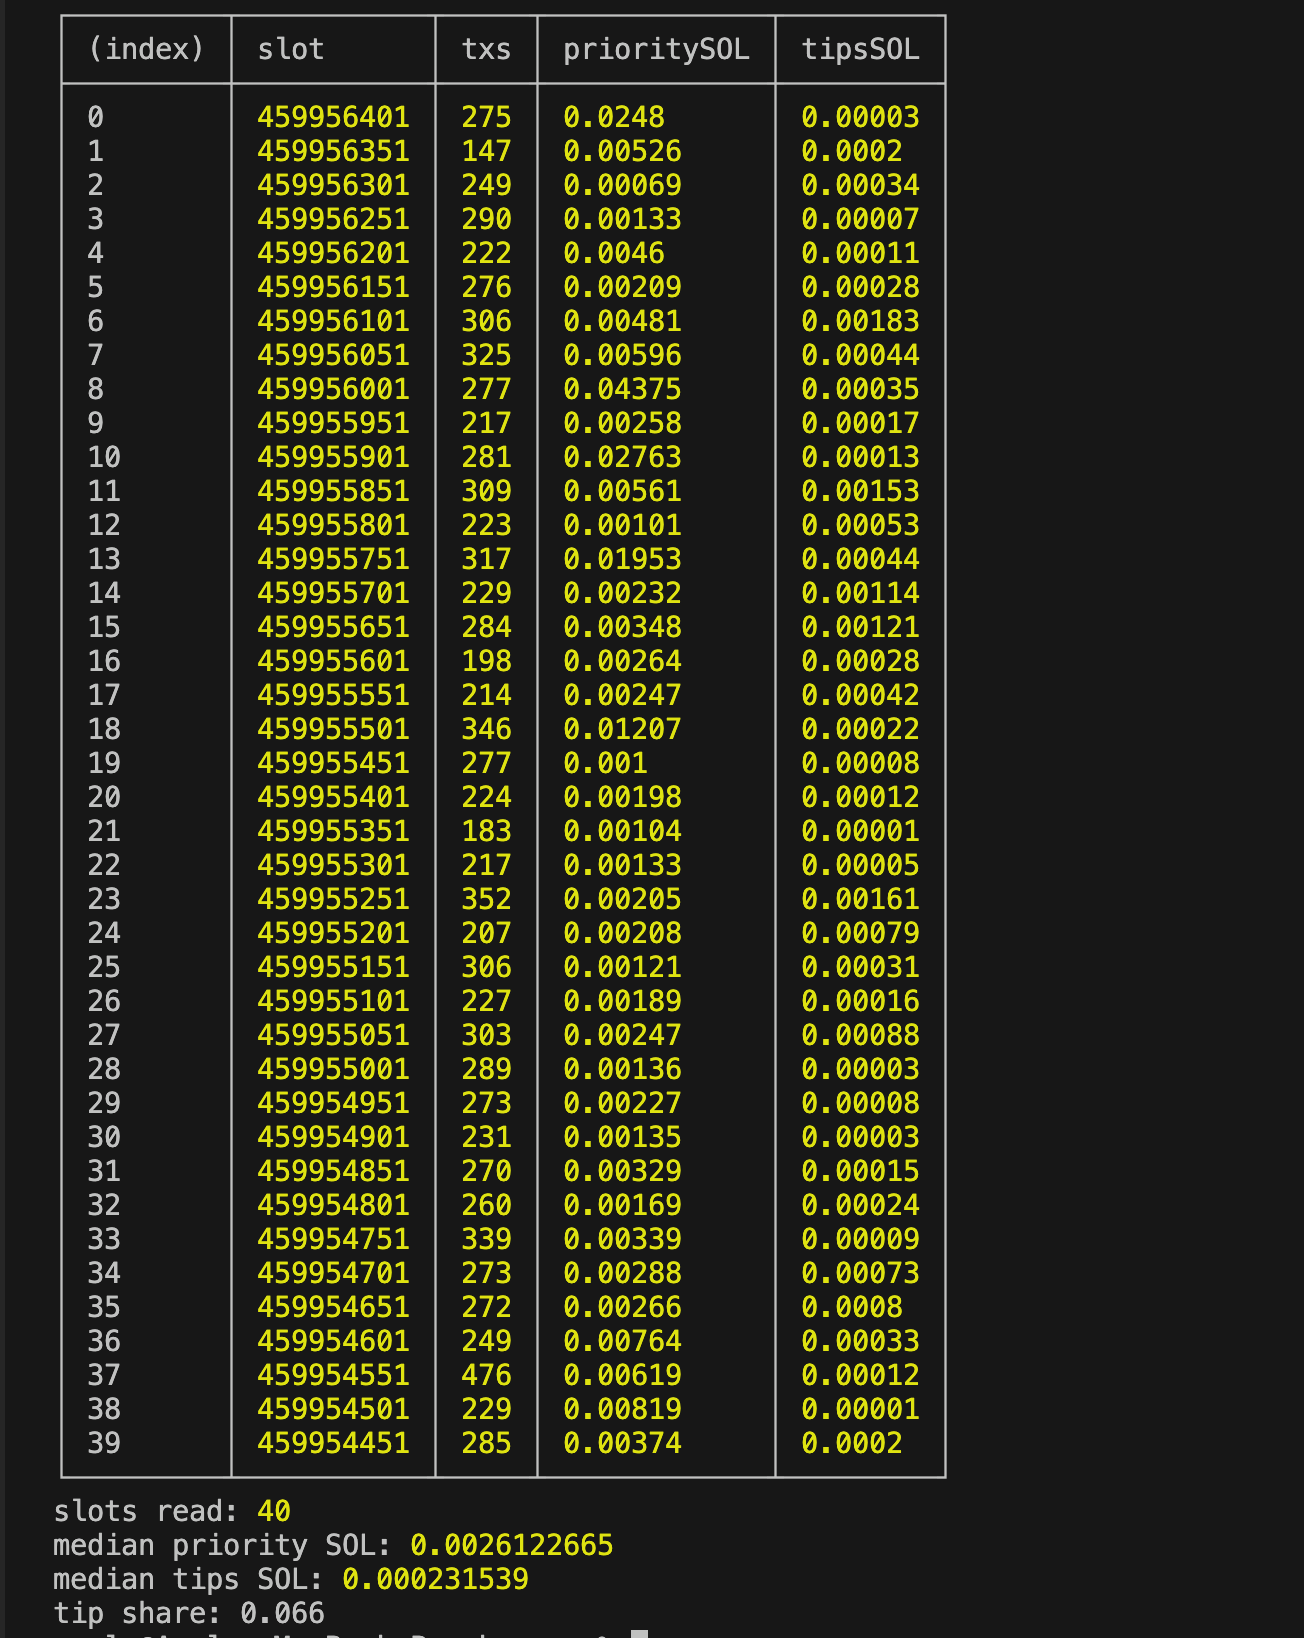 (index) slot txs prioritySOL tipsSOL
0 459956401 275 0.0248 0.00003
1 459956351 147 0.00526 0.0002
2 459956301 249 0.00069 0.00034
3 459956251 290 0.00133 0.00007
4 459956201 222 0.0046 0.00011
5 459956151 276 0.00209 0.00028
6 459956101 306 0.00481 0.00183
7 459956051 325 0.00596 0.00044
8 459956001 277 0.04375 0.00035
9 459955951 217 0.00258 0.00017
10 459955901 281 0.02763 0.00013
11 459955851 309 0.00561 0.00153
12 459955801 223 0.00101 0.00053
13 459955751 317 0.01953 0.00044
14 459955701 229 0.00232 0.00114
15 459955651 284 0.00348 0.00121
16 459955601 198 0.00264 0.00028
17 459955551 214 0.00247 0.00042
18 459955501 346 0.01207 0.00022
19 459955451 277 0.001 0.00008
20 459955401 224 0.00198 0.00012
21 459955351 183 0.00104 0.00001
22 459955301 217 0.00133 0.00005
23 459955251 352 0.00205 0.00161
24 459955201 207 0.00208 0.00079
25 459955151 306 0.00121 0.00031
26 459955101 227 0.00189 0.00016
27 459955051 303 0.00247 0.00088
28 459955001 289 0.00136 0.00003
29 459954951 273 0.00227 0.00008
30 459954901 231 0.00135 0.00003
31 459954851 270 0.00329 0.00015
32 459954801 260 0.00169 0.00024
33 459954751 339 0.00339 0.00009
34 459954701 273 0.00288 0.00073
35 459954651 272 0.00266 0.0008
36 459954601 249 0.00764 0.00033
37 459954551 476 0.00619 0.00012
38 459954501 229 0.00819 0.00001
39 459954451 285 0.00374 0.0002
slots read: 40
median priority SOL: 0.0026122665
median tips SOL: 0.000231539
tip share: 0.066